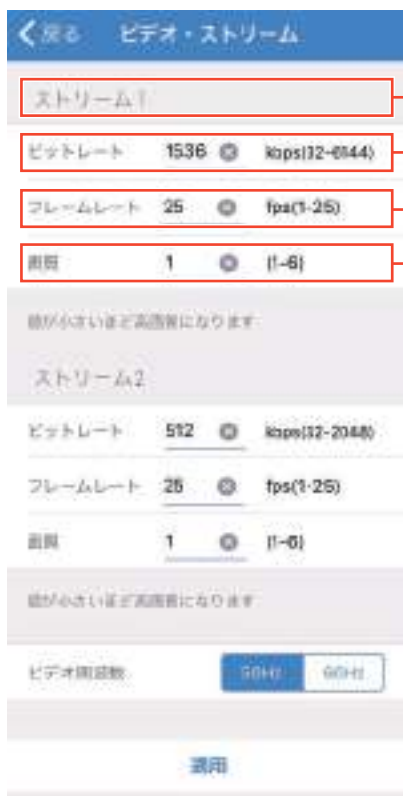 戻る ビデオ・ストリーム
ストリーム1
ビットレート 1536 kbps(32-6144)
フレームレート 25 fps(1-25)
画質 1 (1-6)
値が小さいほど高画質になります
ストリーム2
ビットレート 512 kbps(32-2048)
フレームレート 25 fps(1-25)
画質 1 (1-6)
値が小さいほど高画質になります
ビデオ周波数 50Hz 60Hz
適用